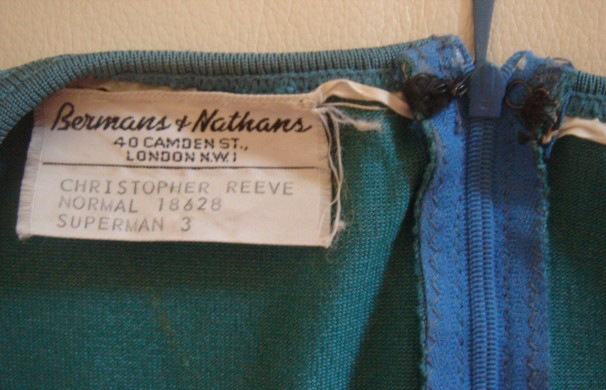 Bermans & Nathans
40 CAMDEN ST.,
LONDON N.W.1
CHRISTOPHER REEVE
NORMAL 18628
SUPERMAN 3